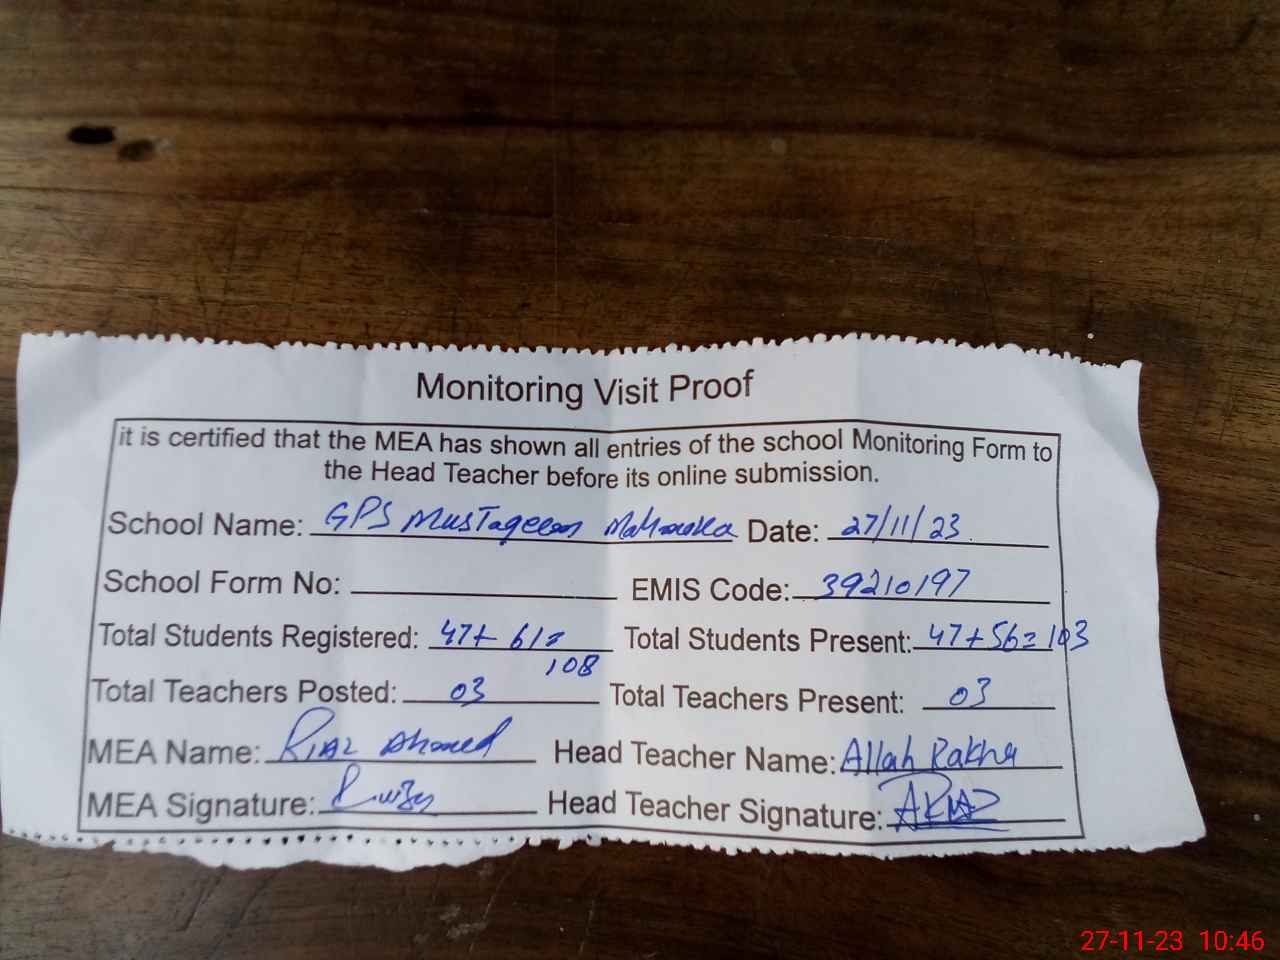 Monitoring Visit Proof
it is certified that the MEA has shown all entries of the school Monitoring Form to
the Head Teacher before its online submission.
School Name: GPS MusTaqeem Date: 27/11/23
School Form No: EMIS Code: 39210197
Total Students Registered: 47+ 61= 108 Total Students Present: 47+56=103
Total Teachers Posted: 03 Total Teachers Present: 03
MEA Name: Riaz Ahmed Head Teacher Name: Allah Rakha
MEA Signature: Head Teacher Signature:
27-11-23 10:46